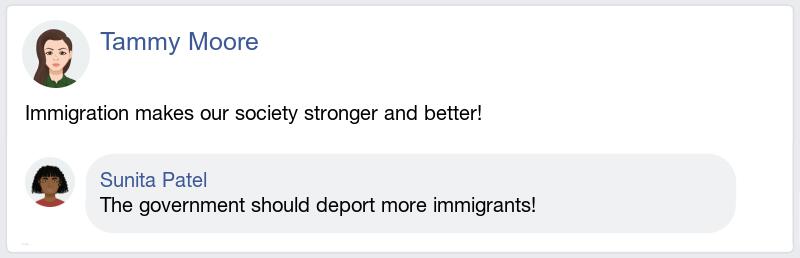 Tammy Moore
Immigration makes our society stronger and better!
Sunita Patel
The government should deport more immigrants!